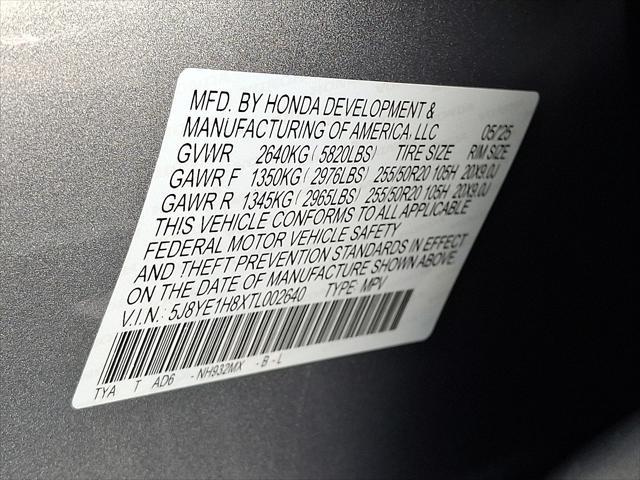 MFD. BY HONDA DEVELOPMENT &
MANUFACTURING OF AMERICA, LLC 05/25
GVWR 2640KG ( 5820LBS) TIRE SIZE RIM SIZE
GAWR F 1350KG ( 2976LBS) 255/50R20 105H 20X9.0J
GAWR R 1345KG ( 2965LBS) 255/50R20 105H 20X9.0J
THIS VEHICLE CONFORMS TO ALL APPLICABLE
FEDERAL MOTOR VEHICLE SAFETY
AND THEFT PREVENTION STANDARDS IN EFFECT
ON THE DATE OF MANUFACTURE SHOWN ABOVE.
V.I.N.: 5J8YE1H8XTL002640 TYPE: MPV
TYA T AD6 - NH932MX - B - L